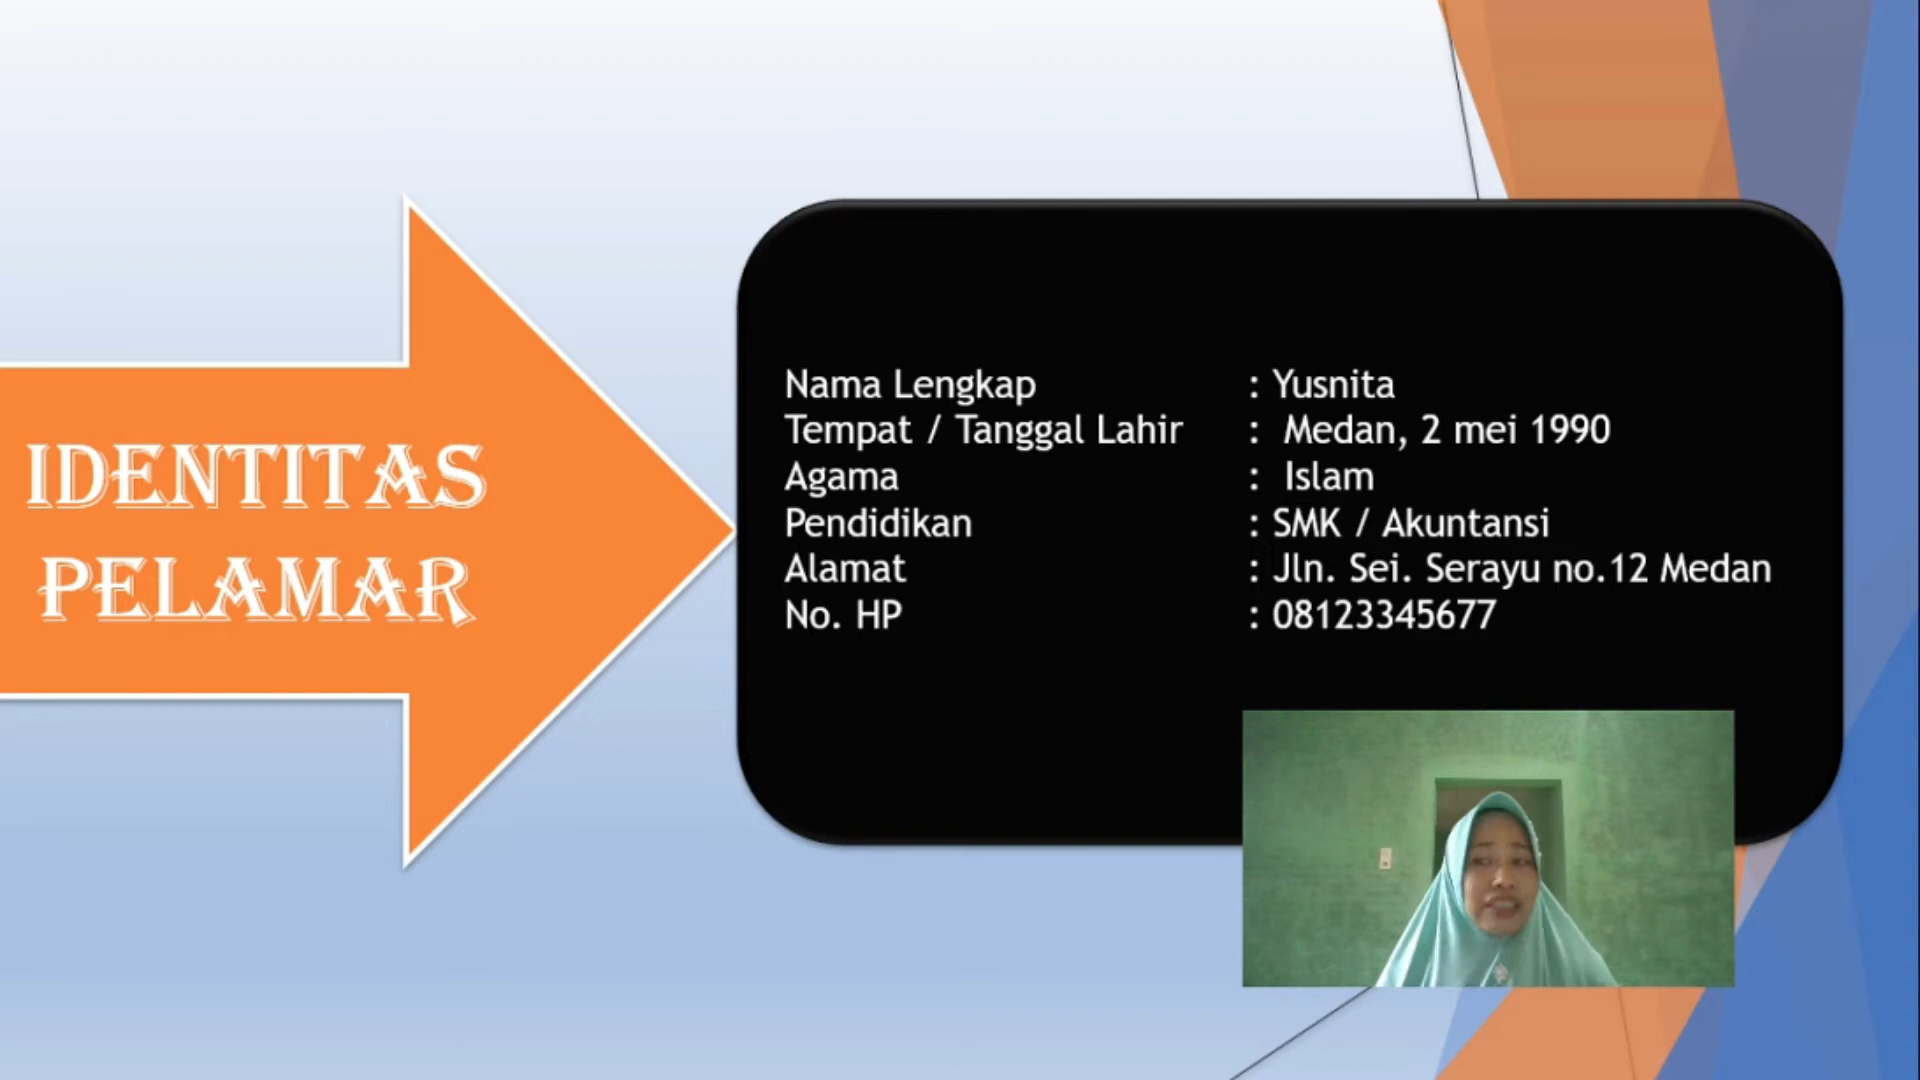 IDENTITAS
PELAMAR
Nama Lengkap : Yusnita
Tempat / Tanggal Lahir : Medan, 2 mei 1990
Agama : Islam
Pendidikan : SMK / Akuntansi
Alamat : Jln. Sei. Serayu no.12 Medan
No. HP : 08123345677